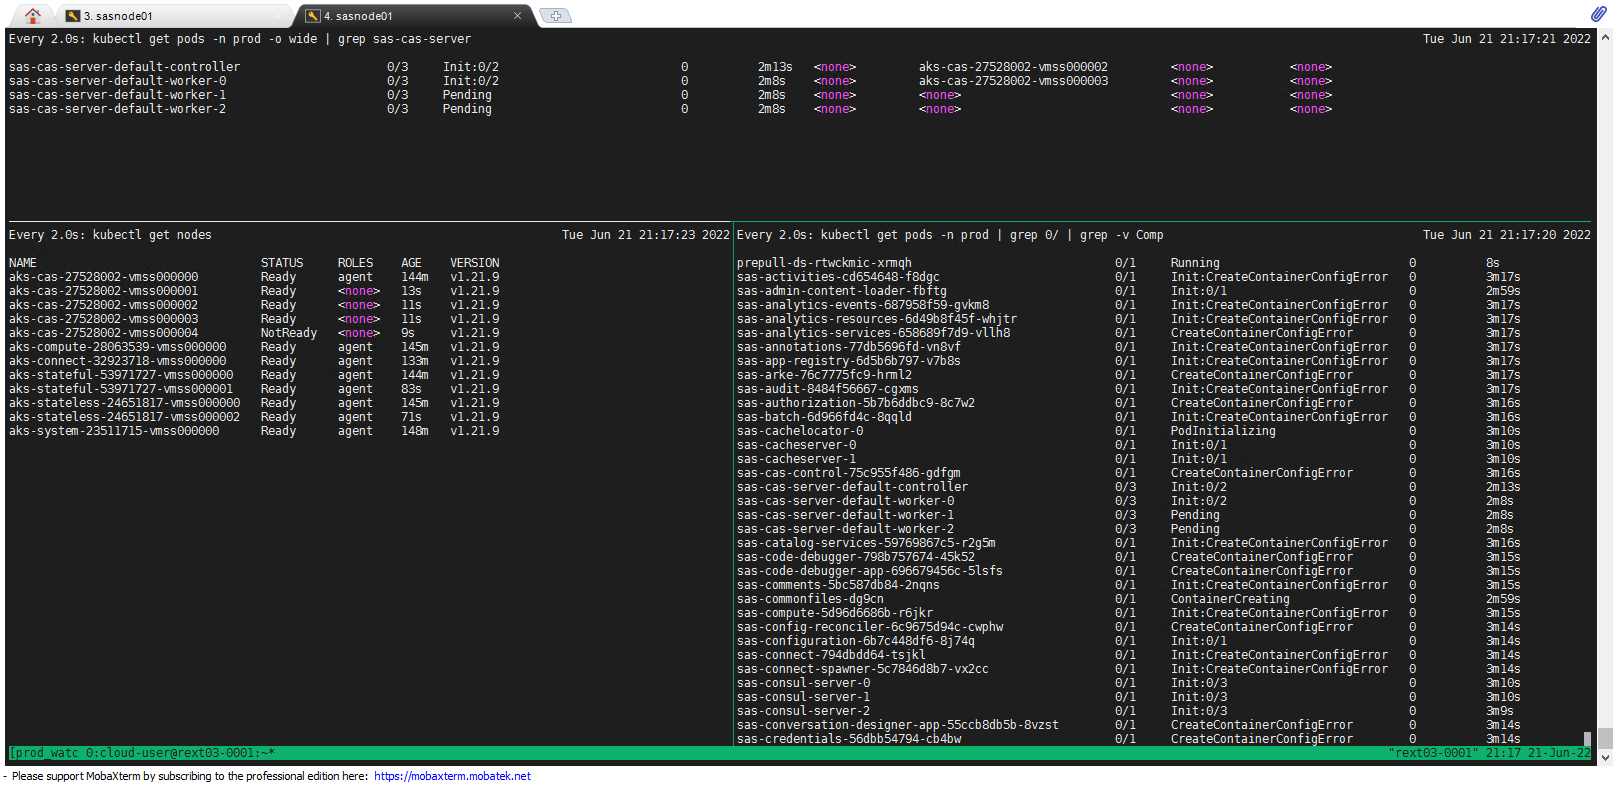 3. sasnode01
4. sasnode01
Every 2.0s: kubectl get pods -n prod -o wide | grep sas-cas-server Tue Jun 21 21:17:21 2022
sas-cas-server-default-controller 0/3 Init:0/2 0 2m13s <none> aks-cas-27528002-vmss000002 <none> <none>
sas-cas-server-default-worker-0 0/3 Init:0/2 0 2m8s <none> aks-cas-27528002-vmss000003 <none> <none>
sas-cas-server-default-worker-1 0/3 Pending 0 2m8s <none> <none> <none> <none>
sas-cas-server-default-worker-2 0/3 Pending 0 2m8s <none> <none> <none> <none>
Every 2.0s: kubectl get nodes Tue Jun 21 21:17:23 2022
NAME STATUS ROLES AGE VERSION
aks-cas-27528002-vmss000000 Ready agent 144m v1.21.9
aks-cas-27528002-vmss000001 Ready <none> 13s v1.21.9
aks-cas-27528002-vmss000002 Ready <none> 11s v1.21.9
aks-cas-27528002-vmss000003 Ready <none> 11s v1.21.9
aks-cas-27528002-vmss000004 NotReady <none> 9s v1.21.9
aks-compute-28063539-vmss000000 Ready agent 145m v1.21.9
aks-connect-32923718-vmss000000 Ready agent 133m v1.21.9
aks-stateful-53971727-vmss000000 Ready agent 144m v1.21.9
aks-stateful-53971727-vmss000001 Ready agent 83s v1.21.9
aks-stateless-24651817-vmss000000 Ready agent 145m v1.21.9
aks-stateless-24651817-vmss000002 Ready agent 71s v1.21.9
aks-system-23511715-vmss000000 Ready agent 148m v1.21.9
Every 2.0s: kubectl get pods -n prod | grep 0/ | grep -v Comp Tue Jun 21 21:17:20 2022
prepull-ds-rtwckmic-xrmqh 0/1 Running 0 8s
sas-activities-cd654648-f8dgc 0/1 Init:CreateContainerConfigError 0 3m17s
sas-admin-content-loader-fbftg 0/1 Init:0/1 0 2m59s
sas-analytics-events-687958f59-gvkm8 0/1 Init:CreateContainerConfigError 0 3m17s
sas-analytics-resources-6d49b8f45f-whjtr 0/1 Init:CreateContainerConfigError 0 3m17s
sas-analytics-services-658689f7d9-vllh8 0/1 CreateContainerConfigError 0 3m17s
sas-annotations-77db5696fd-vn8vf 0/1 Init:CreateContainerConfigError 0 3m17s
sas-app-registry-6d5b6b797-v7b8s 0/1 Init:CreateContainerConfigError 0 3m17s
sas-arke-76c7775fc9-hrml2 0/1 CreateContainerConfigError 0 3m17s
sas-audit-8484f56667-cgxms 0/1 Init:CreateContainerConfigError 0 3m17s
sas-authorization-5b7b6ddbc9-8c7w2 0/1 CreateContainerConfigError 0 3m16s
sas-batch-6d966fd4c-8qqld 0/1 Init:CreateContainerConfigError 0 3m17s
sas-cachelocator-0 0/1 PodInitializing 0 3m10s
sas-cacheserver-0 0/1 Init:0/1 0 3m10s
sas-cacheserver-1 0/1 Init:0/1 0 3m10s
sas-cas-control-75c955f486-gdfgm 0/1 CreateContainerConfigError 0 3m16s
sas-cas-server-default-controller 0/3 Init:0/2 0 2m13s
sas-cas-server-default-worker-0 0/3 Init:0/2 0 2m8s
sas-cas-server-default-worker-1 0/3 Pending 0 2m8s
sas-cas-server-default-worker-2 0/3 Pending 0 2m8s
sas-catalog-services-59769867c5-r2g5m 0/1 Init:CreateContainerConfigError 0 3m16s
sas-code-debugger-798b757674-45k52 0/1 CreateContainerConfigError 0 3m15s
sas-code-debugger-app-696679456c-5lsfs 0/1 CreateContainerConfigError 0 3m15s
sas-comments-5bc587db84-2nqns 0/1 Init:CreateContainerConfigError 0 3m15s
sas-commonfiles-dg9cn 0/1 ContainerCreating 0 2m59s
sas-compute-5d96d6686b-r6jkr 0/1 Init:CreateContainerConfigError 0 3m15s
sas-config-reconciler-6c9675d94c-cwphw 0/1 CreateContainerConfigError 0 3m14s
sas-configuration-6b7c448df6-8j74q 0/1 Init:0/1 0 3m14s
sas-connect-794dbdd64-tsjkl 0/1 Init:CreateContainerConfigError 0 3m14s
sas-connect-spawner-5c7846d8b7-vx2cc 0/1 Init:CreateContainerConfigError 0 3m14s
sas-consul-server-0 0/1 Init:0/3 0 3m10s
sas-consul-server-1 0/1 Init:0/3 0 3m10s
sas-consul-server-2 0/1 Init:0/3 0 3m9s
sas-conversation-designer-app-55ccb8db5b-8vzst 0/1 CreateContainerConfigError 0 3m14s
sas-credentials-56dbb54794-cb4bw 0/1 CreateContainerConfigError 0 3m14s
[prod_watc 0:cloud-user@rext03-0001:~* "rext03-0001" 21:17 21-Jun-22
- Please support MobaXterm by subscribing to the professional edition here: https://mobaxterm.mobatek.net